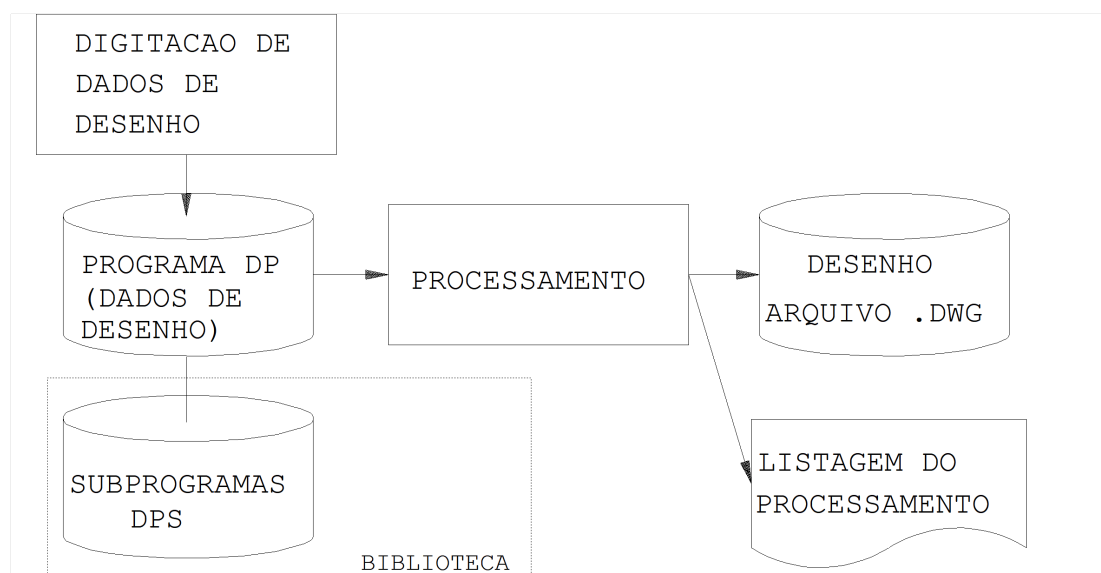 DIGITACAO DE
DADOS DE
DESENHO
PROGRAMA DP
(DADOS DE
DESENHO)
PROCESSAMENTO
DESENHO
ARQUIVO .DWG
SUBPROGRAMAS
DPS
BIBLIOTECA
LISTAGEM DO
PROCESSAMENTO